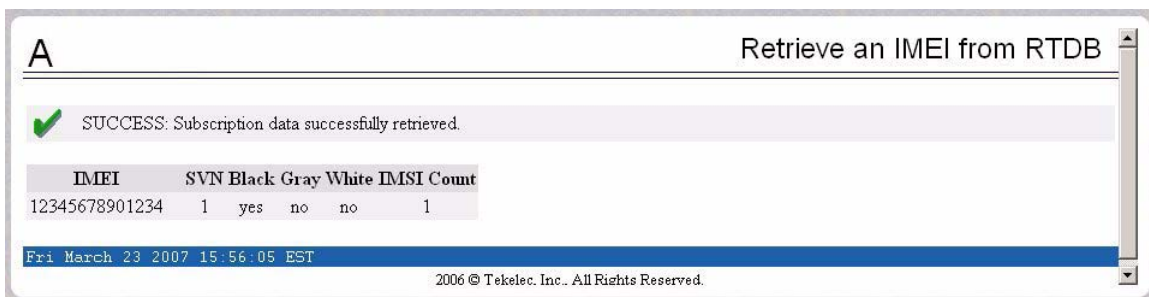 A
Retrieve an IMEI from RTDB
SUCCESS: Subscription data successfully retrieved.
IMEI SVN Black Gray White IMSI Count
12345678901234 1 yes no no 1
Fri March 23 2007 15:56:05 EST
2006 © Tekelec, Inc., All Rights Reserved.